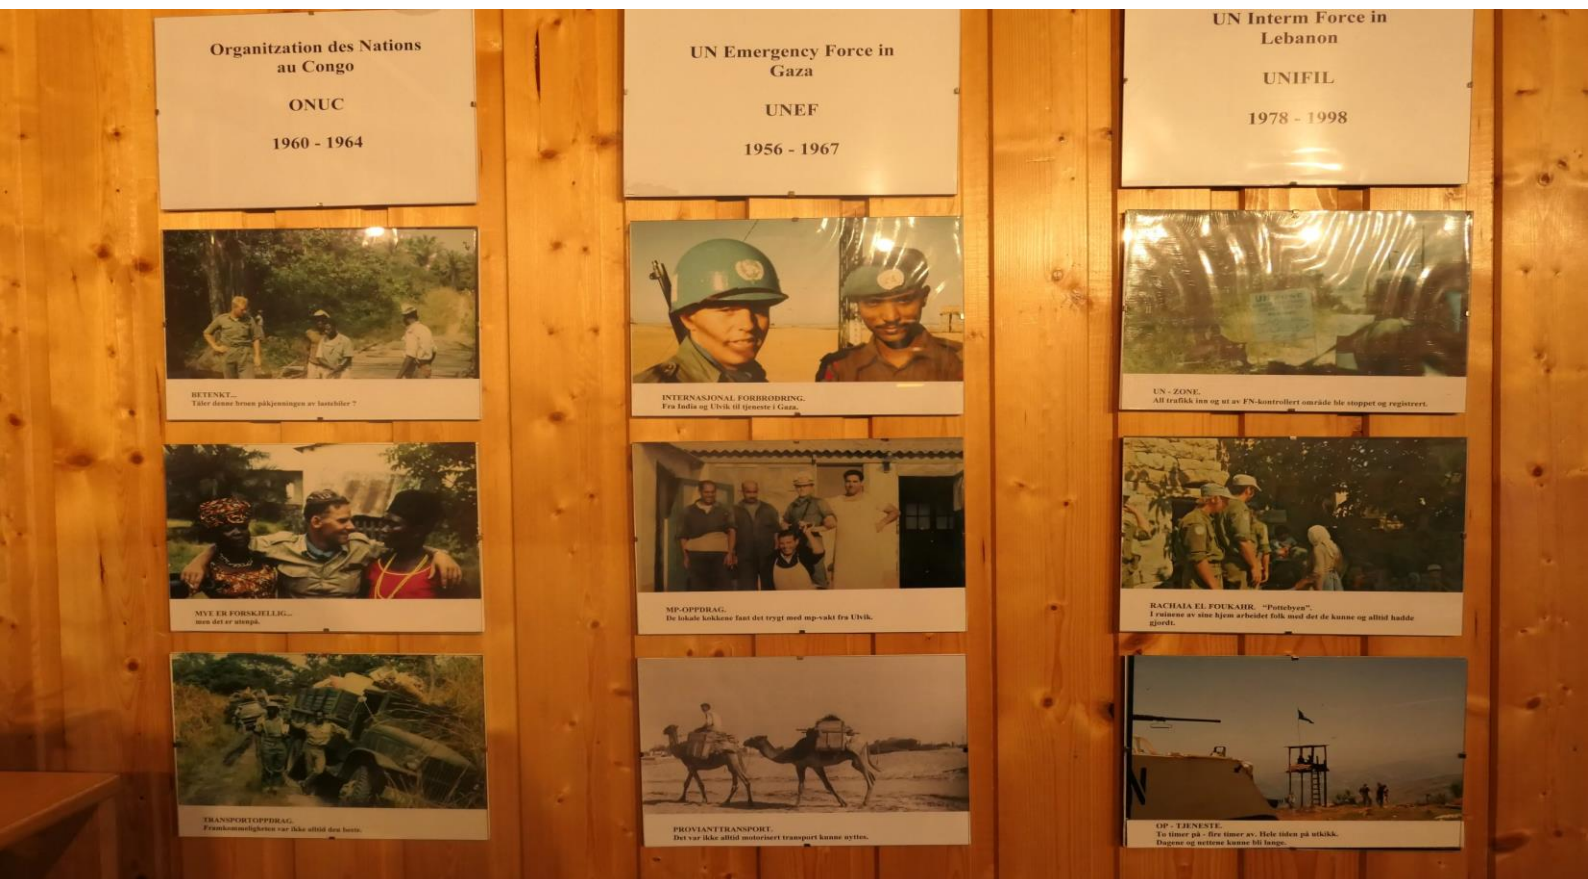 Organitzation des Nations
au Congo
ONUC
1960 - 1964
BETENKT...
Tåler denne broen påkjenningen av lastebiler ?
MYE ER FORSKJELLIG...
men det er utenpå.
TRANSPORTOPPDRAG.
Framkommeligheten var ikke alltid den beste.
UN Emergency Force in
Gaza
UNEF
1956 - 1967
INTERNASJONAL FORBRØDRING.
Fra India og Ulvik til tjeneste i Gaza.
MP-OPPDRAG.
De lokale kokkene fant det trygt med mp-vakt fra Ulvik.
PROVIANTTRANSPORT.
Det var ikke alltid motorisert transport kunne nyttes.
UN Interm Force in
Lebanon
UNIFIL
1978 - 1998
UN - ZONE.
All trafikk inn og ut av FN-kontrollert område ble stoppet og registrert.
RACHAIA EL FOUKAHR. "Pottebyen".
I ruinene av sine hjem arbeidet folk med det de kunne og alltid hadde
gjordt.
N
OP - TJENESTE.
To timer på - fire timer av. Hele tiden på utkikk.
Dagene og nettene kunne bli lange.